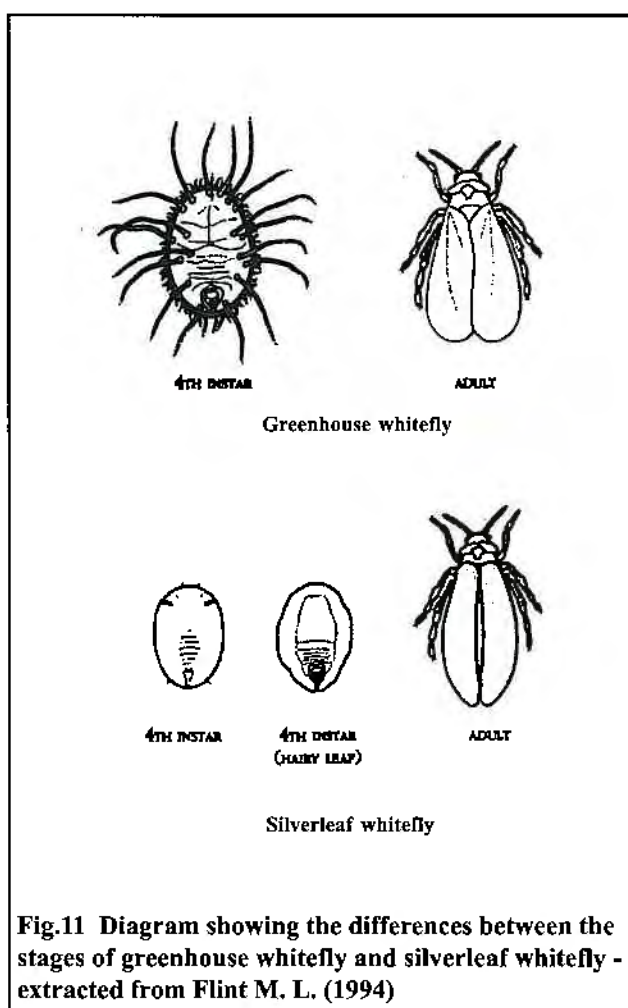 4TH INSTAR ADULT
Greenhouse whitefly
4TH INSTAR 4TH INSTAR ADULT
(HAIRY LEAF)
Silverleaf whitefly
Fig.11 Diagram showing the differences between the
stages of greenhouse whitefly and silverleaf whitefly -
extracted from Flint M. L. (1994)